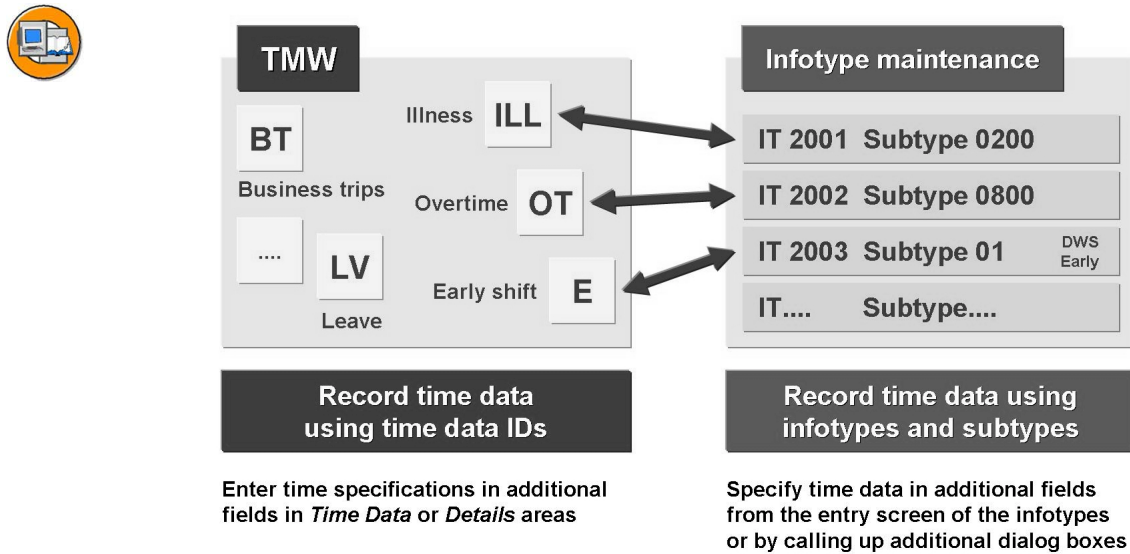 TMW
BT
Business trips
....
LV
Leave
Illness ILL
Overtime OT
Early shift E
Record time data
using time data IDs
Enter time specifications in additional
fields in Time Data or Details areas
Infotype maintenance
IT 2001 Subtype 0200
IT 2002 Subtype 0800
IT 2003 Subtype 01 DWS
Early
IT.... Subtype....
Record time data using
infotypes and subtypes
Specify time data in additional fields
from the entry screen of the infotypes
or by calling up additional dialog boxes